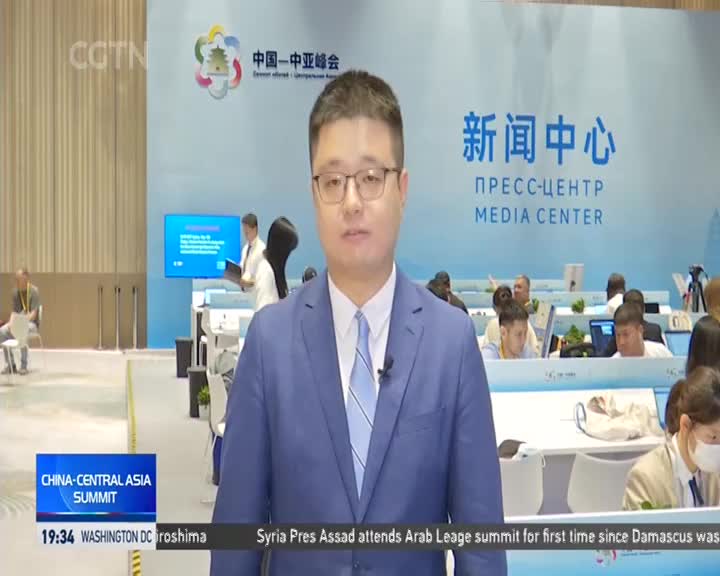 CGTN
中国—中亚峰会
新闻中心
ПРЕСС-ЦЕНТР
MEDIA CENTER
CHINA-CENTRAL ASIA
SUMMIT
19:34 WASHINGTON DC
iroshima Syria Pres Assad attends Arab Leage summit for first time since Damascus was